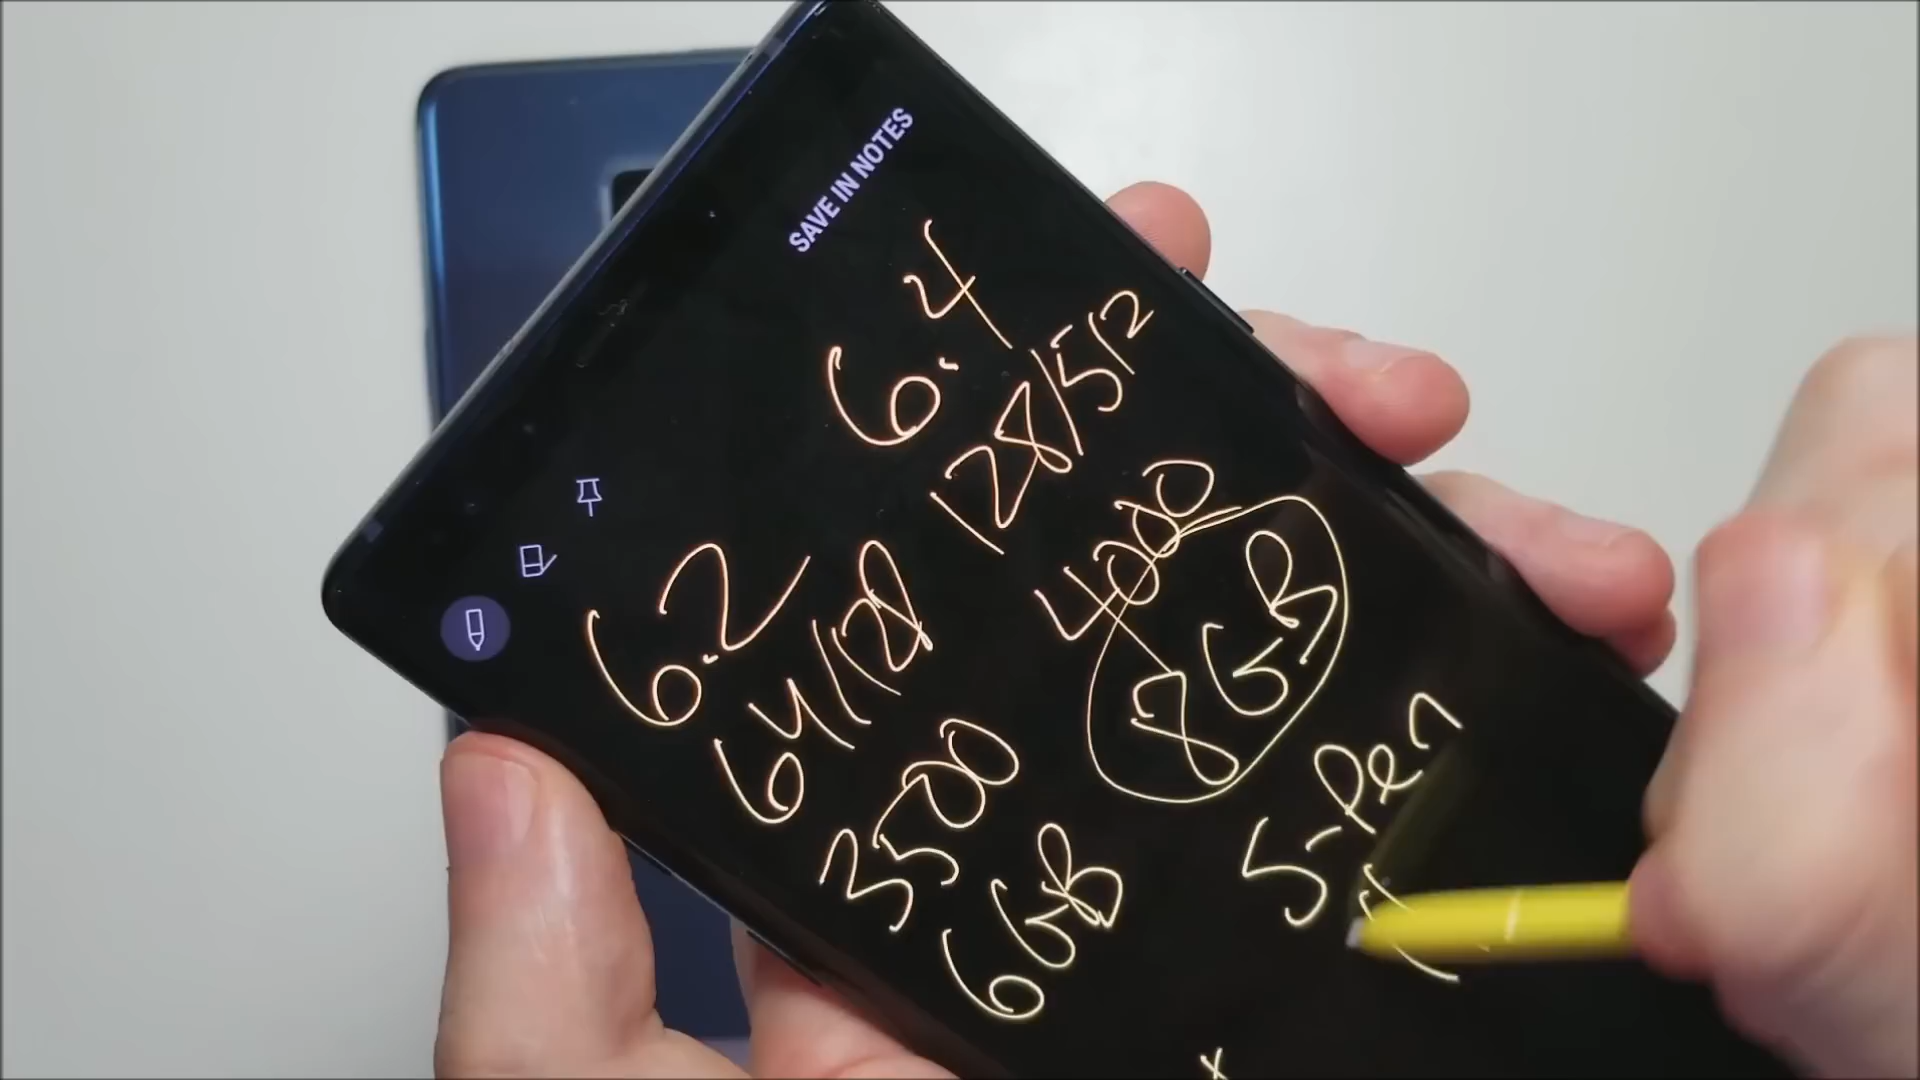 SAVE IN NOTES
6.2 6.4
64/128 128/512
3500 4000
6GB 8GB
S-Pen
x